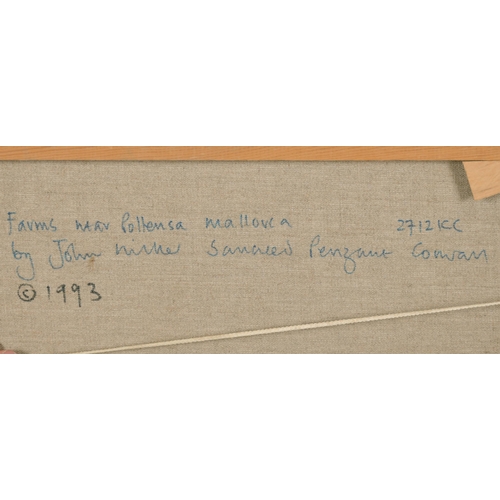 Farms near Pollensa Mallorca 2712KC
by John Miller Sancreed Penzance Cornwall
© 1993